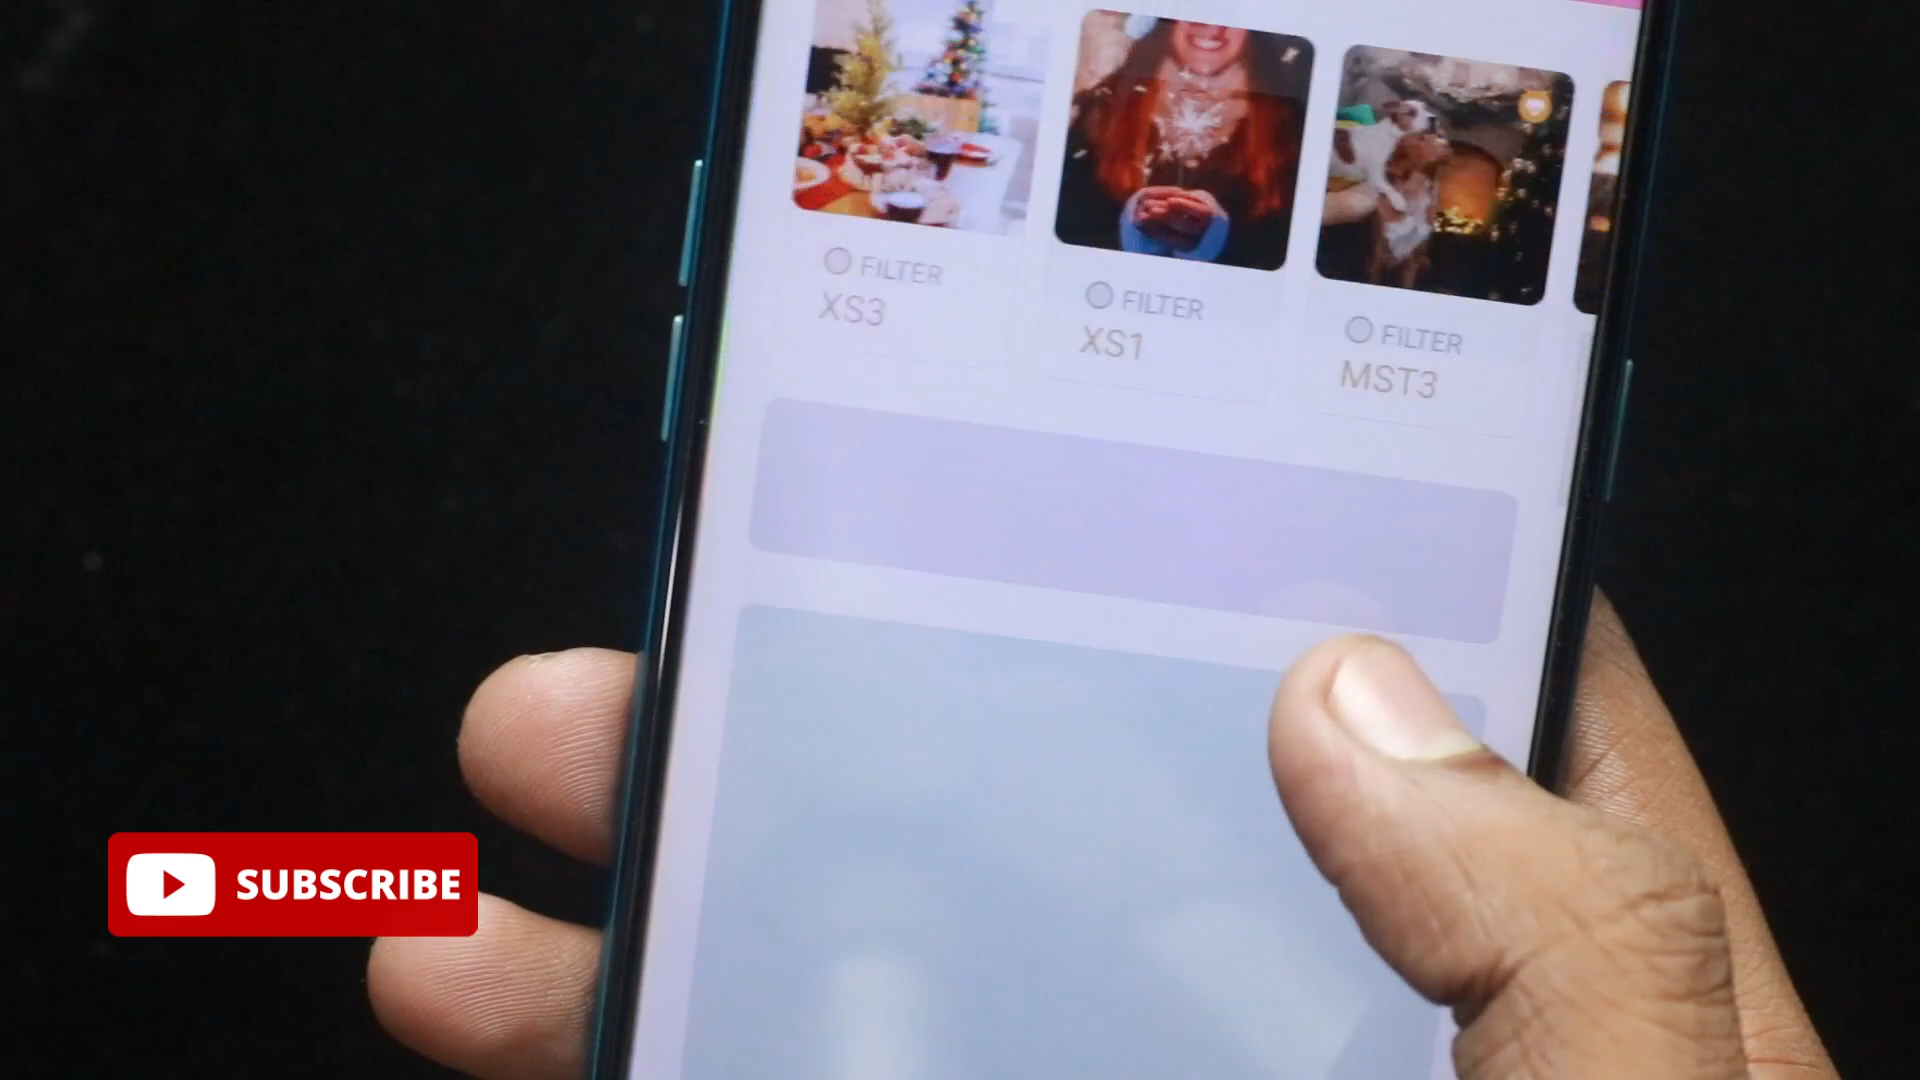 FILTER
XS3
FILTER
XS1
FILTER
MST3
SUBSCRIBE